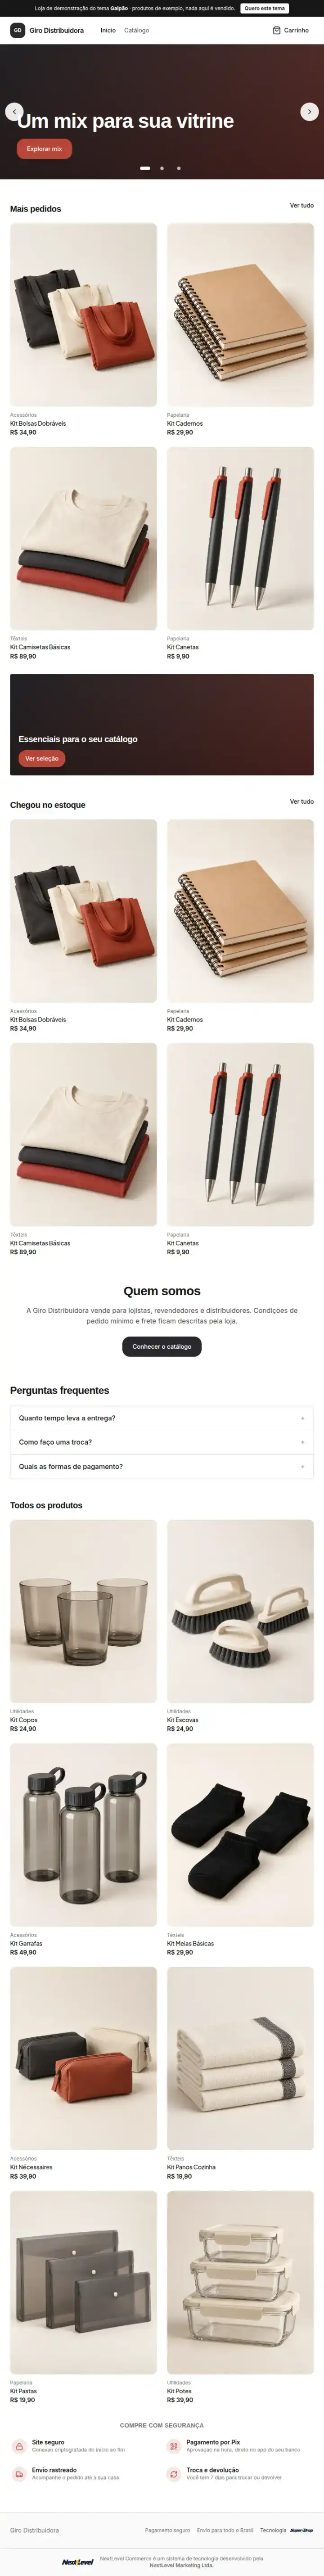 Loja de demonstração do tema Galpão · produtos de exemplo, nada aqui é vendido. Quero este tema
GD Giro Distribuidora Início Catálogo Carrinho
Um mix para sua vitrine
Explorar mix
Mais pedidos Ver tudo
Acessórios
Kit Bolsas Dobráveis
R$ 34,90
Papelaria
Kit Cadernos
R$ 29,90
Têxteis
Kit Camisetas Básicas
R$ 89,90
Papelaria
Kit Canetas
R$ 9,90
Essenciais para o seu catálogo
Ver seleção
Chegou no estoque Ver tudo
Acessórios
Kit Bolsas Dobráveis
R$ 34,90
Papelaria
Kit Cadernos
R$ 29,90
Têxteis
Kit Camisetas Básicas
R$ 89,90
Papelaria
Kit Canetas
R$ 9,90
Quem somos
A Giro Distribuidora vende para lojistas, revendedores e distribuidores. Condições de
pedido mínimo e frete ficam descritas pela loja.
Conhecer o catálogo
Perguntas frequentes
Quanto tempo leva a entrega? +
Como faço uma troca? +
Quais as formas de pagamento? +
Todos os produtos
Utilidades
Kit Copos
R$ 24,90
Utilidades
Kit Escovas
R$ 24,90
Acessórios
Kit Garrafas
R$ 49,90
Têxteis
Kit Meias Básicas
R$ 29,90
Acessórios
Kit Nécessaires
R$ 39,90
Têxteis
Kit Panos Cozinha
R$ 19,90
Papelaria
Kit Pastas
R$ 19,90
Utilidades
Kit Potes
R$ 39,90
COMPRE COM SEGURANÇA
Site seguro
Conexão criptografada do início ao fim
Pagamento por Pix
Aprovação na hora, direto no app do seu banco
Envio rastreado
Acompanhe o pedido até a sua casa
Troca e devolução
Você tem 7 dias para trocar ou devolver
Giro Distribuidora Pagamento seguro Envio para todo o Brasil Tecnologia SuperDrop
NextLevel NextLevel Commerce é um sistema de tecnologia desenvolvido pela
NextLevel Marketing Ltda.